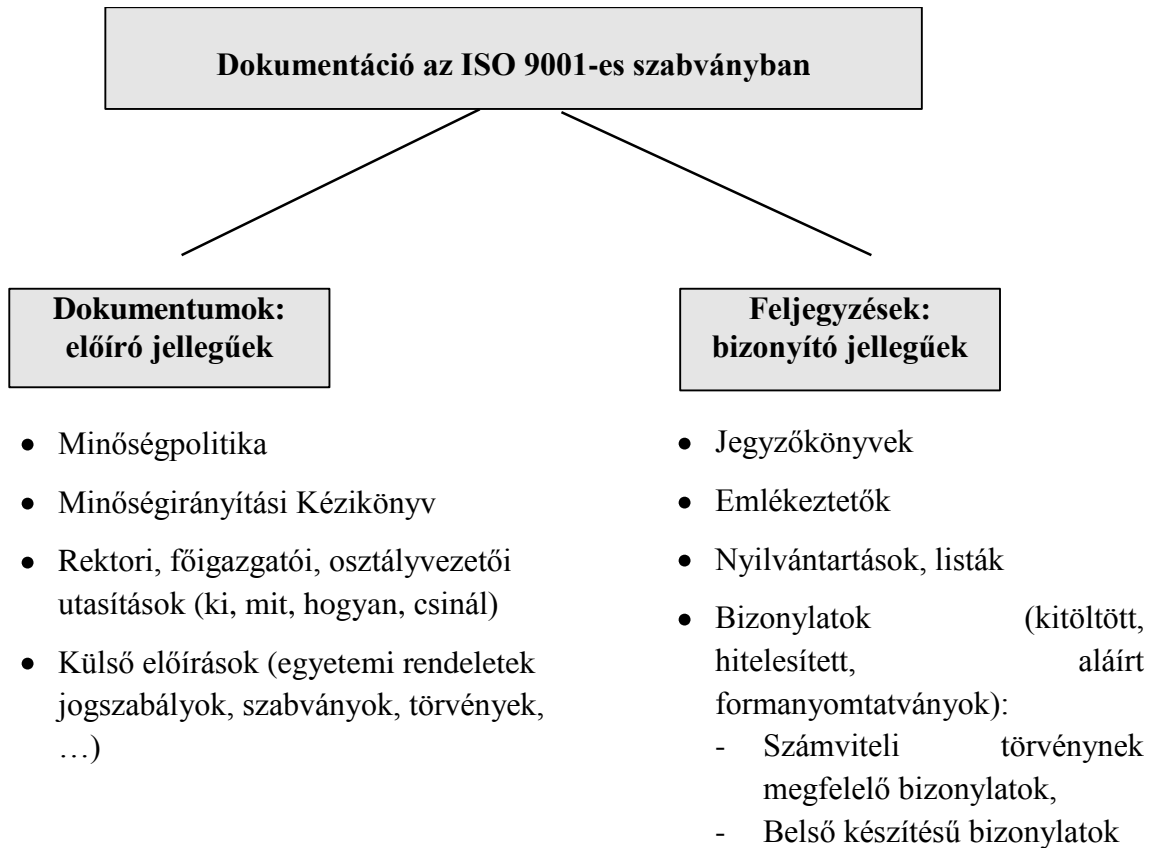 Dokumentáció az ISO 9001-es szabványban
Dokumentumok:
előíró jellegűek
• Minőségpolitika
• Minőségirányítási Kézikönyv
• Rektori, főigazgatói, osztályvezetői
utasítások (ki, mit, hogyan, csinál)
• Külső előírások (egyetemi rendeletek
jogszabályok, szabványok, törvények,
…)
Feljegyzések:
bizonyító jellegűek
• Jegyzőkönyvek
• Emlékeztetők
• Nyilvántartások, listák
• Bizonylatok (kitöltött,
hitelesített, aláírt
formanyomtatványok):
- Számviteli törvénynek
megfelelő bizonylatok,
- Belső készítésű bizonylatok